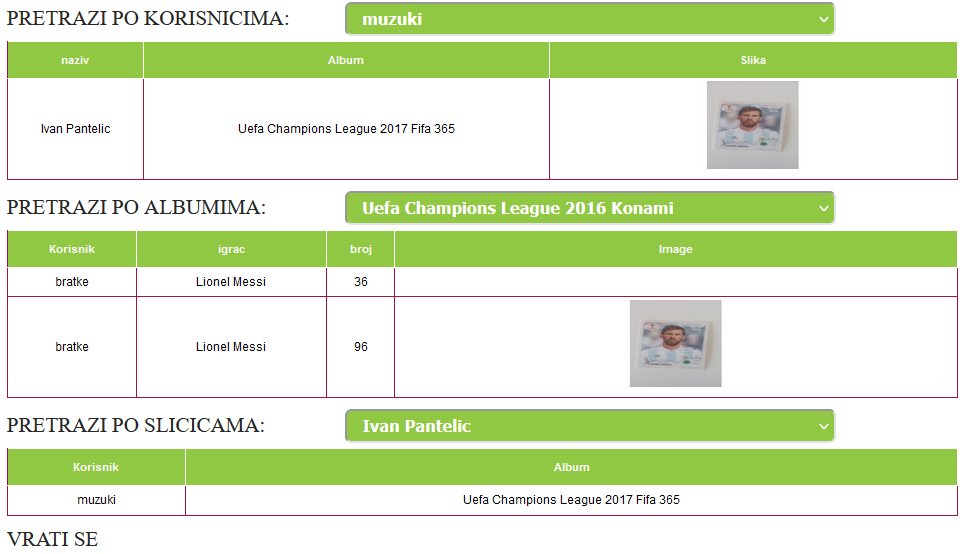 PRETRAZI PO KORISNICIMA: muzuki
naziv Album Slika
Ivan Pantelic Uefa Champions League 2017 Fifa 365
PRETRAZI PO ALBUMIMA: Uefa Champions League 2016 Konami
Korisnik igrac broj Image
bratke Lionel Messi 36
bratke Lionel Messi 96
PRETRAZI PO SLICICAMA: Ivan Pantelic
Korisnik Album
muzuki Uefa Champions League 2017 Fifa 365
VRATI SE